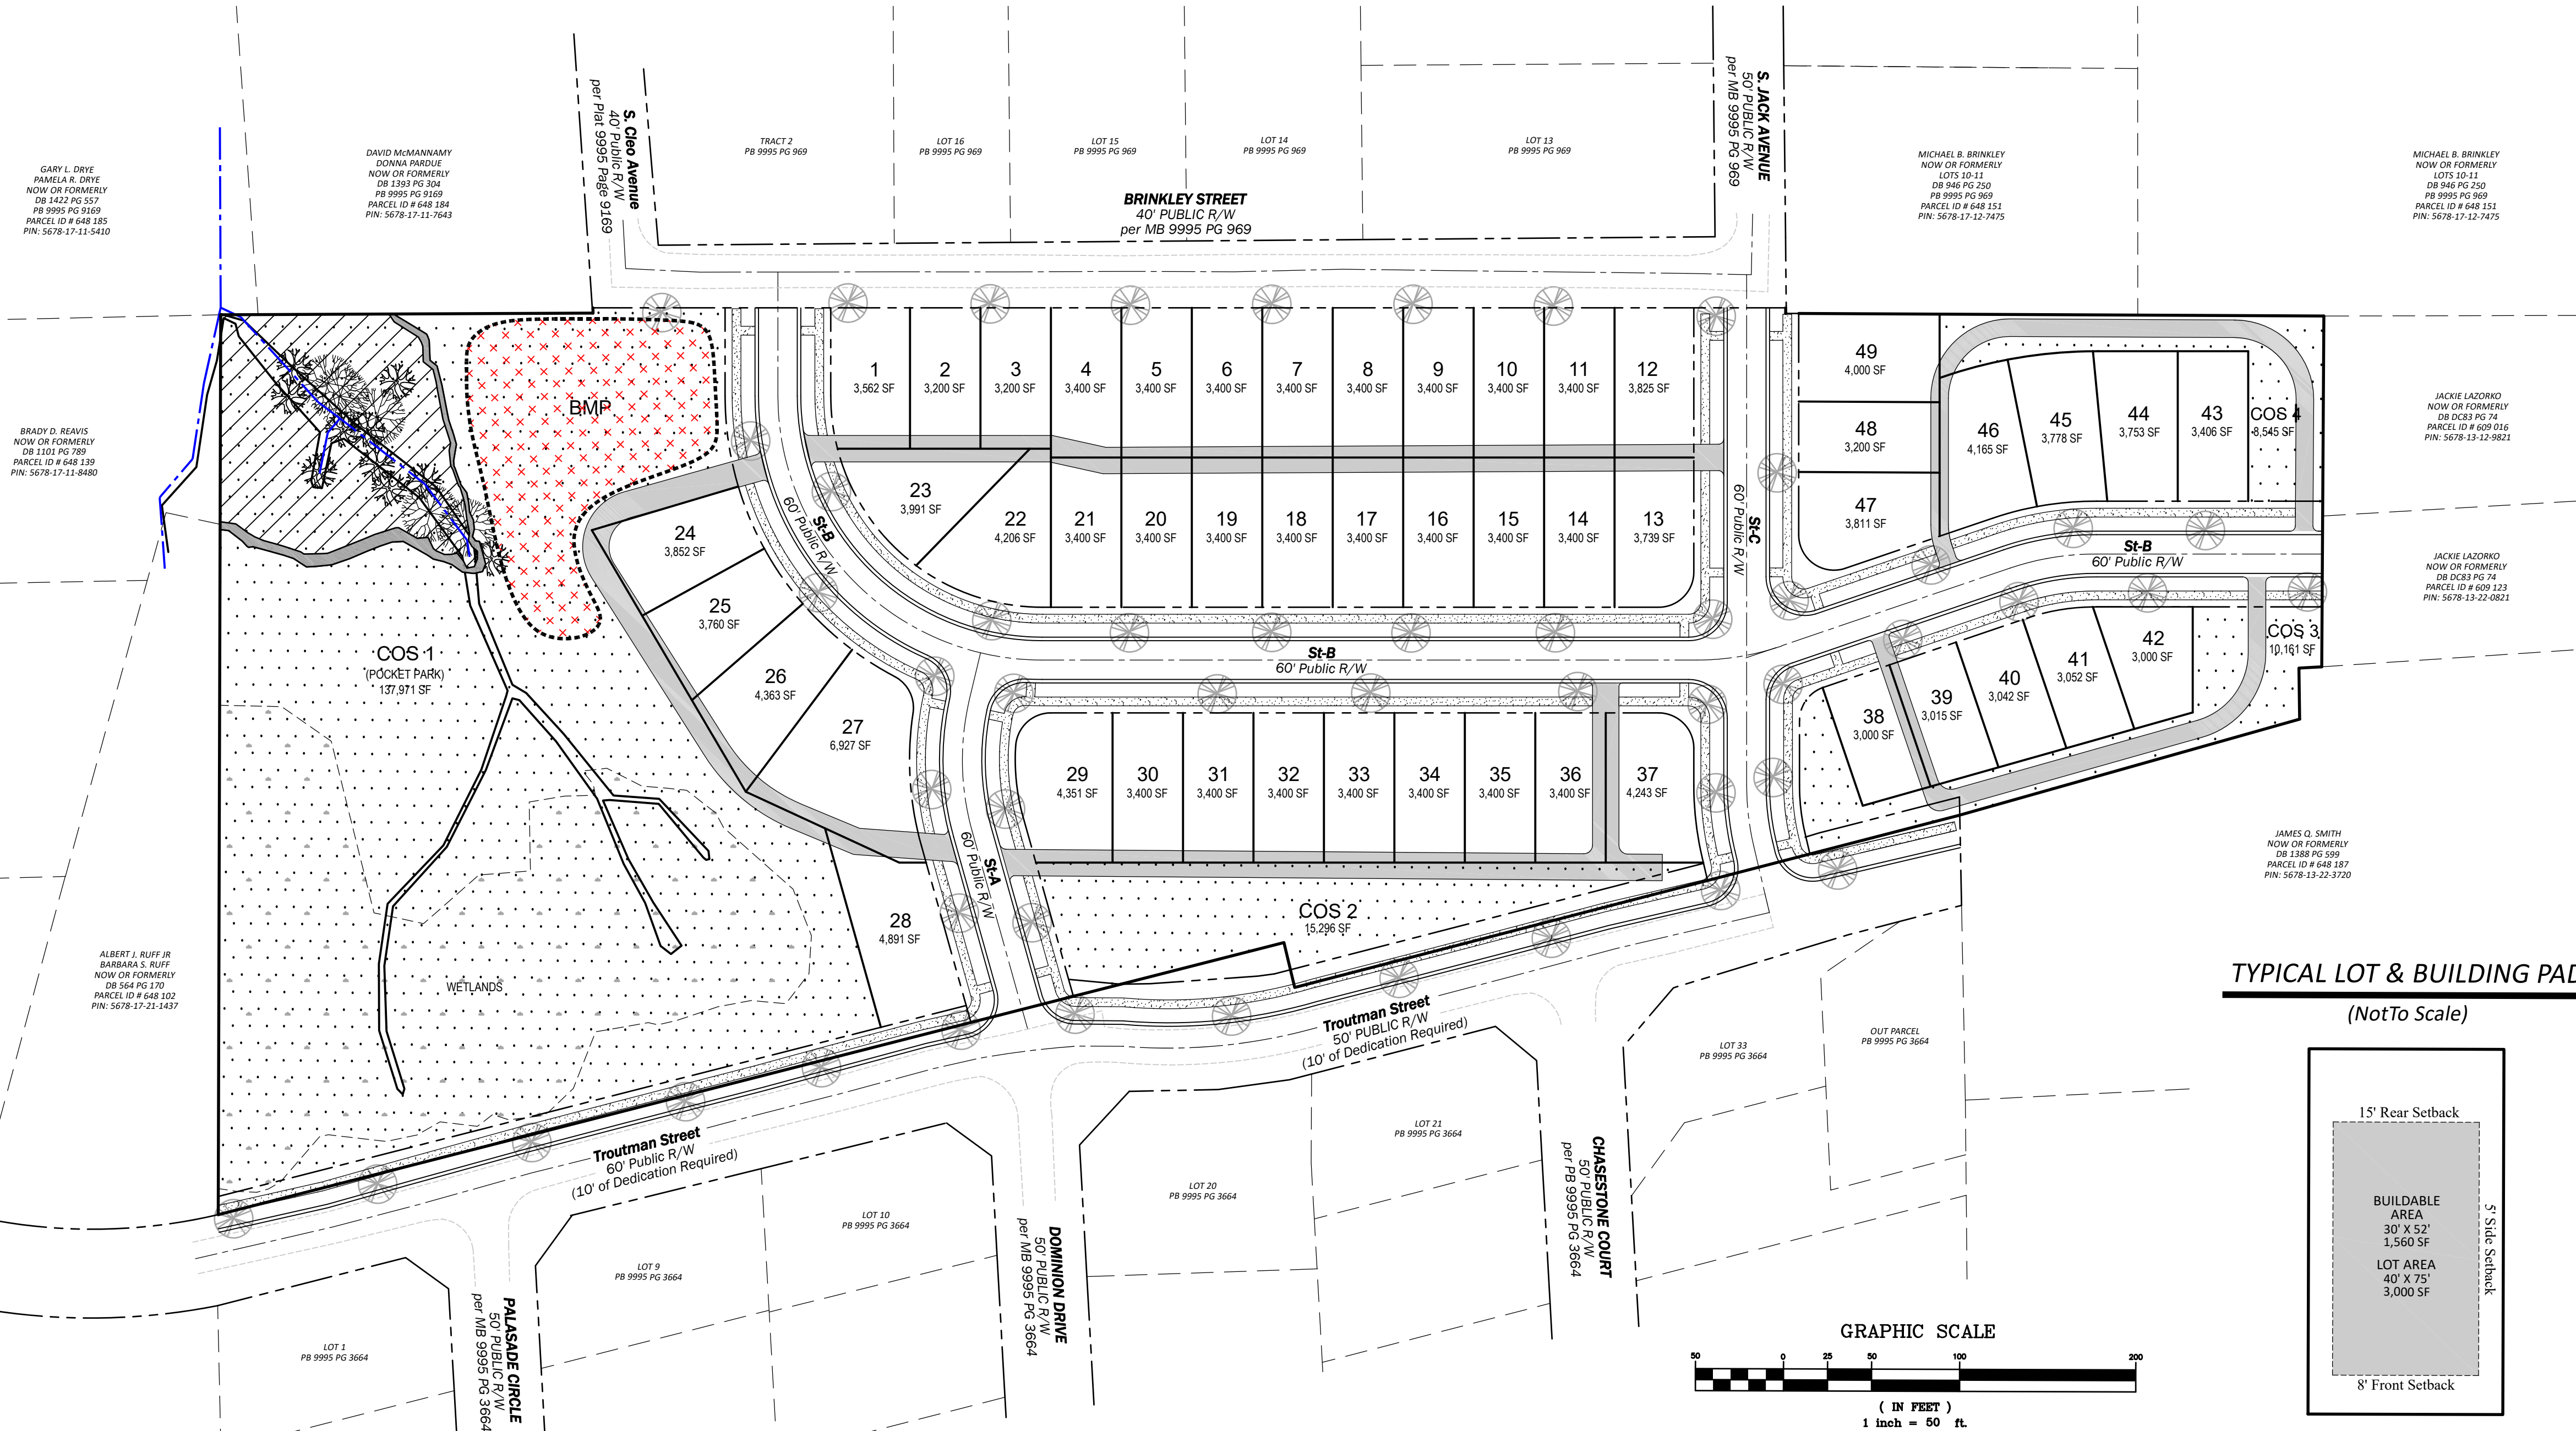 GARY L. DRYE
PAMELA R. DRYE
NOW OR FORMERLY
DB 1422 PG 557
PB 9995 PG 9169
PARCEL ID # 648 185
PIN: 5678-17-11-5410
DAVID McMANNAMY
DONNA PARDUE
NOW OR FORMERLY
DB 1393 PG 304
PB 9995 PG 9169
PARCEL ID # 648 184
PIN: 5678-17-11-7643
S. Cleo Avenue
40' Public R/W
per Plat 9995 Page 9169
TRACT 2
PB 9995 PG 969
LOT 16
PB 9995 PG 969
LOT 15
PB 9995 PG 969
LOT 14
PB 9995 PG 969
LOT 13
PB 9995 PG 969
BRINKLEY STREET
40' PUBLIC R/W
per MB 9995 PG 969
S. JACK AVENUE
50' PUBLIC R/W
per MB 9995 PG 969
MICHAEL B. BRINKLEY
NOW OR FORMERLY
LOTS 10-11
DB 946 PG 250
PB 9995 PG 969
PARCEL ID # 648 151
PIN: 5678-17-12-7475
MICHAEL B. BRINKLEY
NOW OR FORMERLY
LOTS 10-11
DB 946 PG 250
PB 9995 PG 969
PARCEL ID # 648 151
PIN: 5678-17-12-7475
BRADY D. REAVIS
NOW OR FORMERLY
DB 1101 PG 789
PARCEL ID # 648 139
PIN: 5678-17-11-8480
BMP
1
3,562 SF
2
3,200 SF
3
3,200 SF
4
3,400 SF
5
3,400 SF
6
3,400 SF
7
3,400 SF
8
3,400 SF
9
3,400 SF
10
3,400 SF
11
3,400 SF
12
3,825 SF
49
4,000 SF
48
3,200 SF
47
3,811 SF
46
4,165 SF
45
3,778 SF
44
3,753 SF
43
3,406 SF
COS 4
8,545 SF
JACKIE LAZORKO
NOW OR FORMERLY
DB DC83 PG 74
PARCEL ID # 609 016
PIN: 5678-13-12-9821
23
3,991 SF
22
4,206 SF
21
3,400 SF
20
3,400 SF
19
3,400 SF
18
3,400 SF
17
3,400 SF
16
3,400 SF
15
3,400 SF
14
3,400 SF
13
3,739 SF
St-B
60' Public R/W
St-C
60' Public R/W
St-B
60' Public R/W
24
3,852 SF
25
3,760 SF
26
4,363 SF
27
6,927 SF
28
4,891 SF
JACKIE LAZORKO
NOW OR FORMERLY
DB DC83 PG 74
PARCEL ID # 609 123
PIN: 5678-13-22-0821
COS 1
(POCKET PARK)
137,971 SF
St-B
60' Public R/W
COS 3
10,161 SF
42
3,000 SF
41
3,052 SF
40
3,042 SF
39
3,015 SF
38
3,000 SF
29
4,351 SF
30
3,400 SF
31
3,400 SF
32
3,400 SF
33
3,400 SF
34
3,400 SF
35
3,400 SF
36
3,400 SF
37
4,243 SF
St-A
60' Public R/W
COS 2
15,296 SF
JAMES Q. SMITH
NOW OR FORMERLY
DB 1388 PG 599
PARCEL ID # 648 187
PIN: 5678-13-22-3720
ALBERT J. RUFF JR
BARBARA S. RUFF
NOW OR FORMERLY
DB 564 PG 170
PARCEL ID # 648 102
PIN: 5678-17-21-1437
WETLANDS
Troutman Street
50' PUBLIC R/W
(10' of Dedication Required)
Troutman Street
60' Public R/W
(10' of Dedication Required)
LOT 33
PB 9995 PG 3664
OUT PARCEL
PB 9995 PG 3664
LOT 21
PB 9995 PG 3664
LOT 20
PB 9995 PG 3664
LOT 10
PB 9995 PG 3664
LOT 9
PB 9995 PG 3664
LOT 1
PB 9995 PG 3664
PALASADE CIRCLE
50' PUBLIC R/W
per MB 9995 PG 3664
DOMINION DRIVE
50' PUBLIC R/W
per MB 9995 PG 3664
CHASESTONE COURT
50' PUBLIC R/W
per PB 9995 PG 3664
TYPICAL LOT & BUILDING PAD
(NotTo Scale)
15' Rear Setback
BUILDABLE
AREA
30' X 52'
1,560 SF
LOT AREA
40' X 75'
3,000 SF
5' Side Setback
8' Front Setback
GRAPHIC SCALE
50 0 25 50 100 200
( IN FEET )
1 inch = 50 ft.